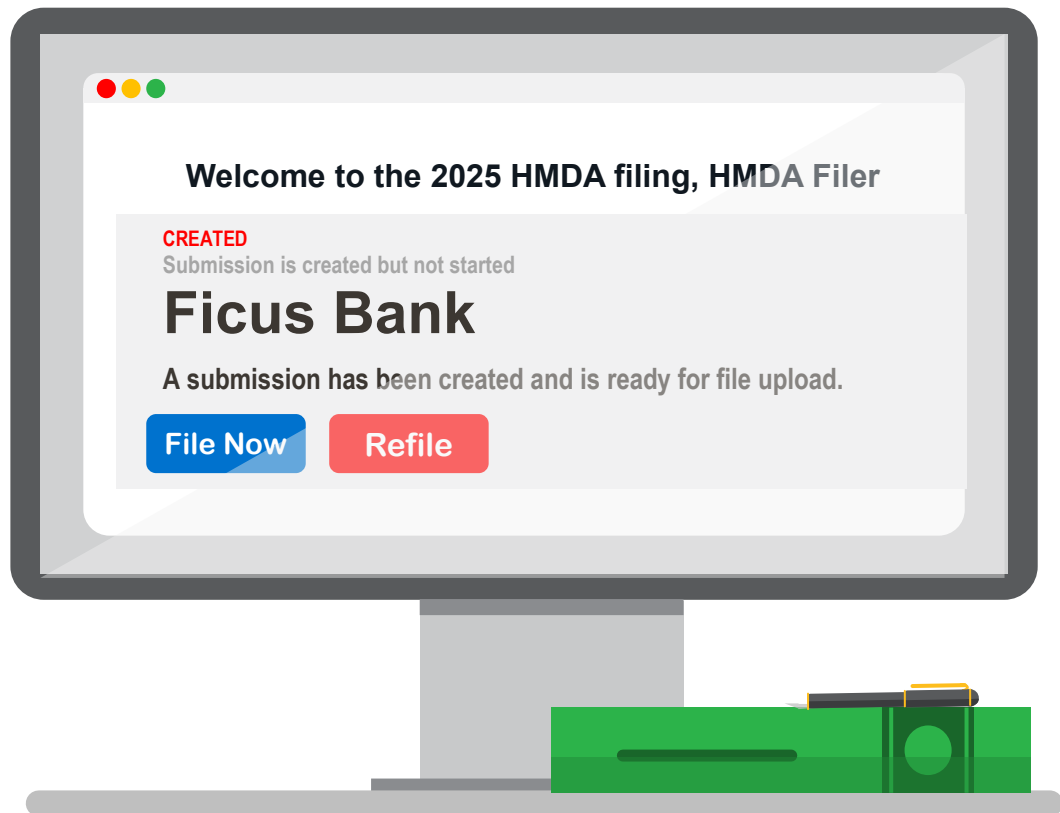 Welcome to the 2025 HMDA filing, HMDA Filer
CREATED
Submission is created but not started
Ficus Bank
A submission has been created and is ready for file upload.
File Now
Refile